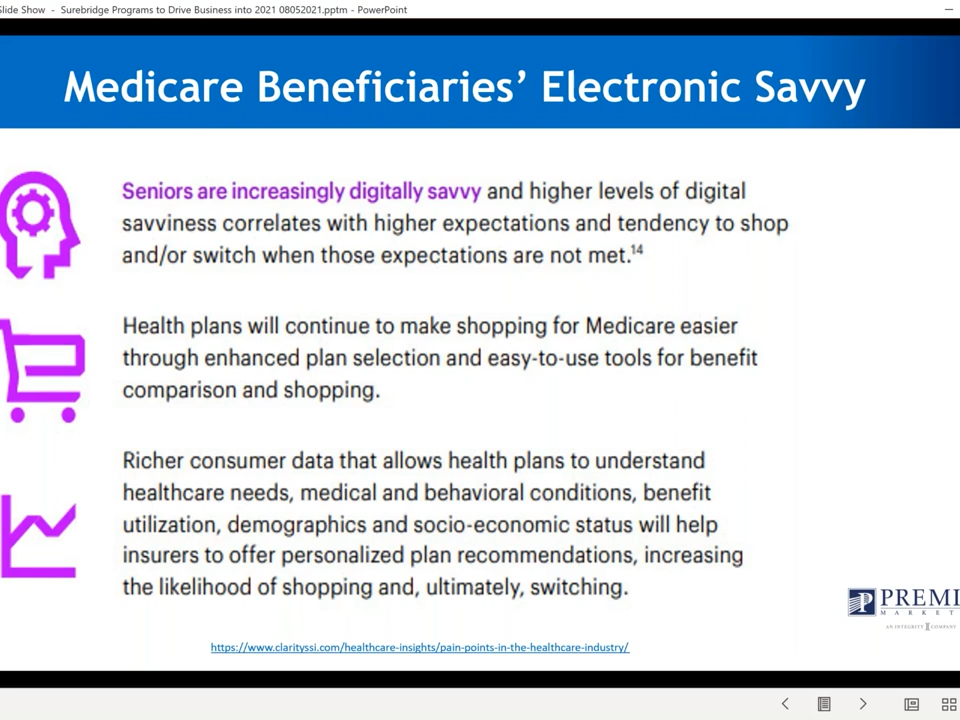 Slide Show - Surebridge Programs to Drive Business into 2021 08052021.pptm - PowerPoint
Medicare Beneficiaries’ Electronic Savvy
Seniors are increasingly digitally savvy and higher levels of digital
savviness correlates with higher expectations and tendency to shop
and/or switch when those expectations are not met.14
Health plans will continue to make shopping for Medicare easier
through enhanced plan selection and easy-to-use tools for benefit
comparison and shopping.
Richer consumer data that allows health plans to understand
healthcare needs, medical and behavioral conditions, benefit
utilization, demographics and socio-economic status will help
insurers to offer personalized plan recommendations, increasing
the likelihood of shopping and, ultimately, switching.
PREMI
MARKET
AN INTEGRITY COMPANY
https://www.clarityssi.com/healthcare-insights/pain-points-in-the-healthcare-industry/